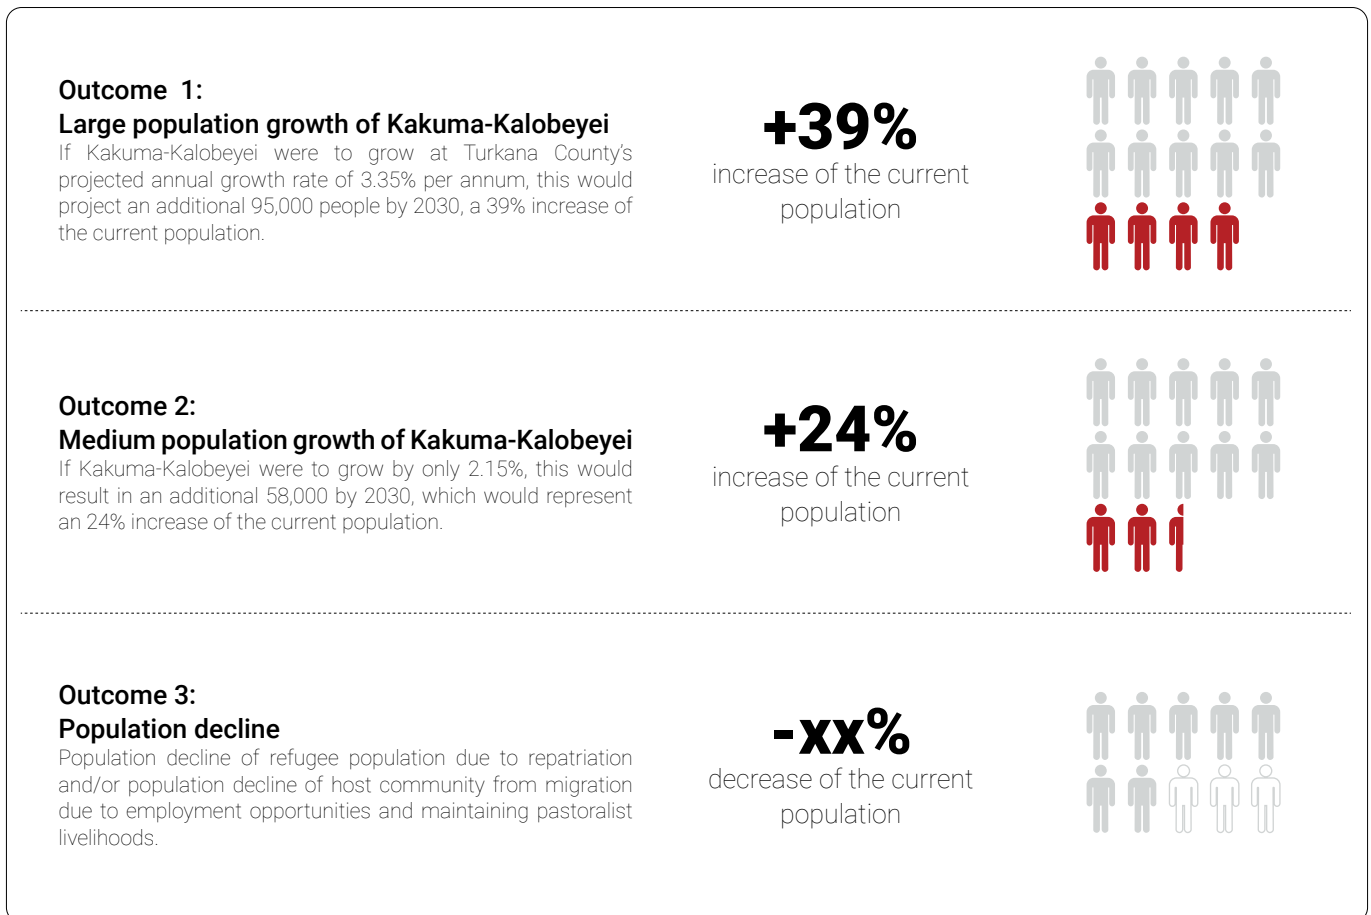 Outcome 1:
Large population growth of Kakuma-Kalobeyei
If Kakuma-Kalobeyei were to grow at Turkana County's
projected annual growth rate of 3.35% per annum, this would
project an additional 95,000 people by 2030, a 39% increase of
the current population.
+39%
increase of the current
population
Outcome 2:
Medium population growth of Kakuma-Kalobeyei
If Kakuma-Kalobeyei were to grow by only 2.15%, this would
result in an additional 58,000 by 2030, which would represent
an 24% increase of the current population.
+24%
increase of the current
population
Outcome 3:
Population decline
Population decline of refugee population due to repatriation
and/or population decline of host community from migration
due to employment opportunities and maintaining pastoralist
livelihoods.
-xx%
decrease of the current
population